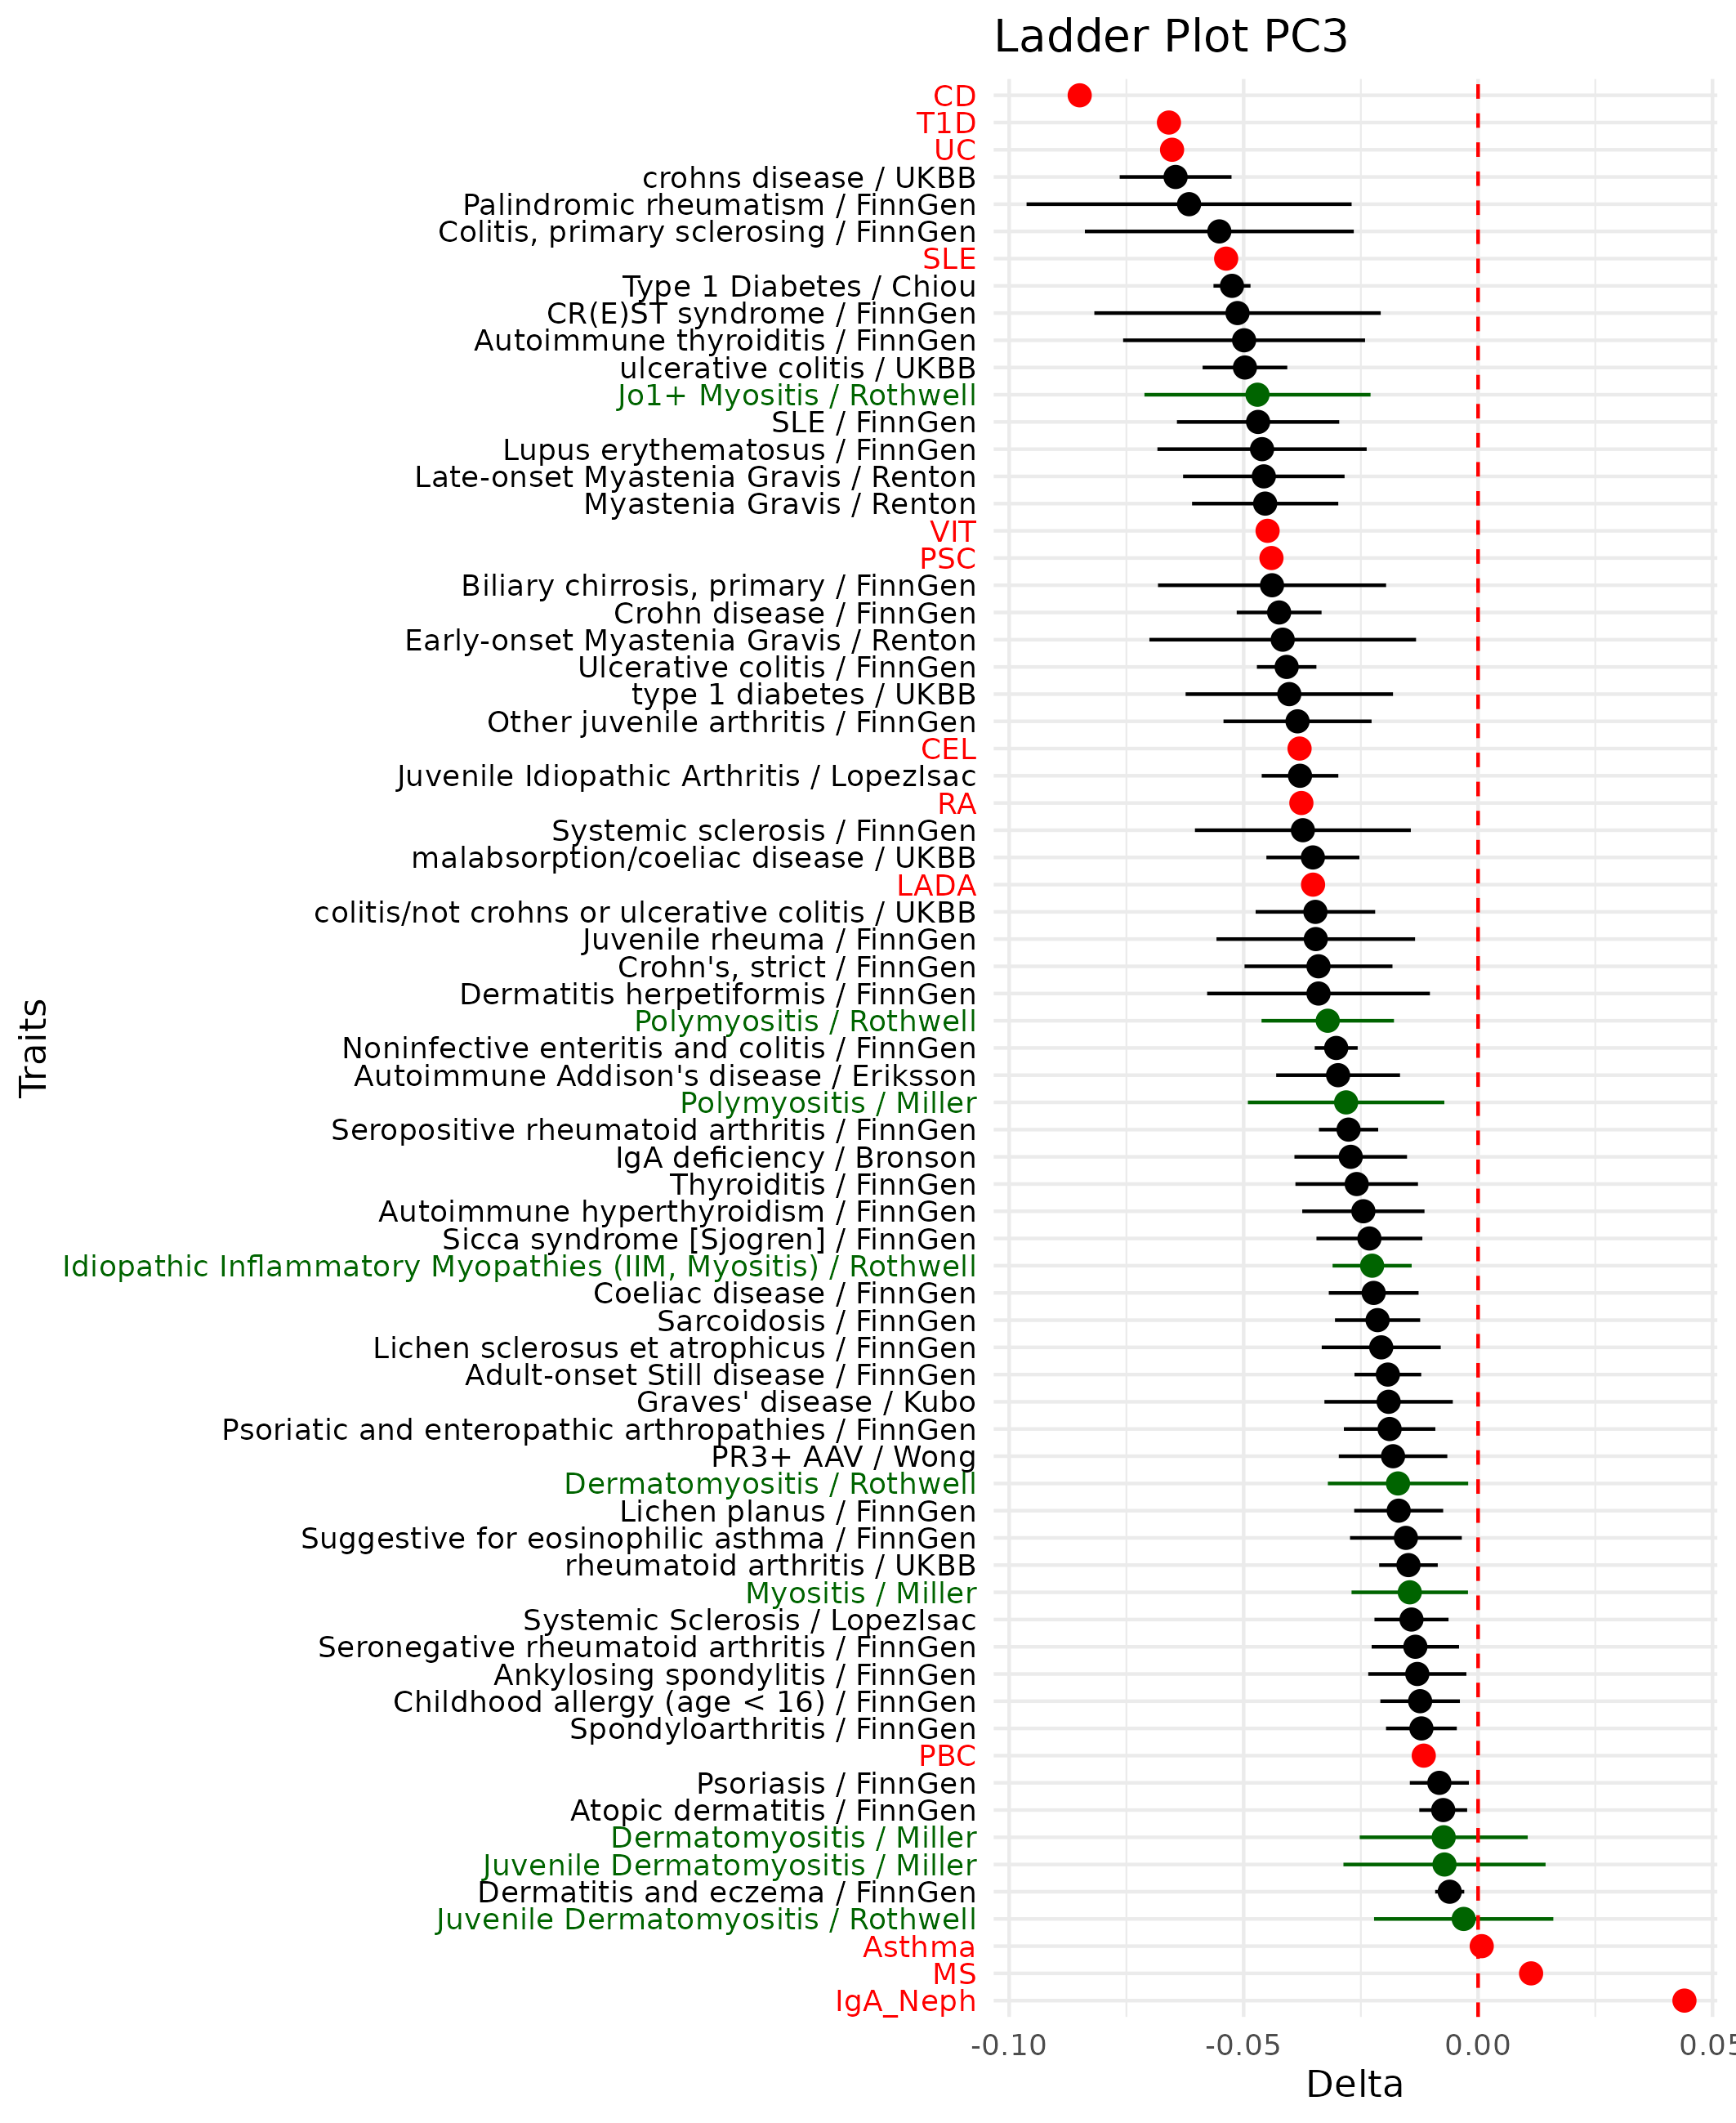 Ladder Plot PC3
CD
T1D
UC
crohns disease / UKBB
Palindromic rheumatism / FinnGen
Colitis, primary sclerosing / FinnGen
SLE
Type 1 Diabetes / Chiou
CR(E)ST syndrome / FinnGen
Autoimmune thyroiditis / FinnGen
ulcerative colitis / UKBB
Jo1+ Myositis / Rothwell
SLE / FinnGen
Lupus erythematosus / FinnGen
Late-onset Myastenia Gravis / Renton
Myastenia Gravis / Renton
VIT
PSC
Biliary chirrosis, primary / FinnGen
Crohn disease / FinnGen
Early-onset Myastenia Gravis / Renton
Ulcerative colitis / FinnGen
type 1 diabetes / UKBB
Other juvenile arthritis / FinnGen
CEL
Juvenile Idiopathic Arthritis / LopezIsac
RA
Systemic sclerosis / FinnGen
malabsorption/coeliac disease / UKBB
LADA
colitis/not crohns or ulcerative colitis / UKBB
Juvenile rheuma / FinnGen
Crohn's, strict / FinnGen
Dermatitis herpetiformis / FinnGen
Polymyositis / Rothwell
Noninfective enteritis and colitis / FinnGen
Autoimmune Addison's disease / Eriksson
Polymyositis / Miller
Seropositive rheumatoid arthritis / FinnGen
IgA deficiency / Bronson
Thyroiditis / FinnGen
Autoimmune hyperthyroidism / FinnGen
Sicca syndrome [Sjogren] / FinnGen
Idiopathic Inflammatory Myopathies (IIM, Myositis) / Rothwell
Coeliac disease / FinnGen
Sarcoidosis / FinnGen
Lichen sclerosus et atrophicus / FinnGen
Adult-onset Still disease / FinnGen
Graves' disease / Kubo
Psoriatic and enteropathic arthropathies / FinnGen
PR3+ AAV / Wong
Dermatomyositis / Rothwell
Lichen planus / FinnGen
Suggestive for eosinophilic asthma / FinnGen
rheumatoid arthritis / UKBB
Myositis / Miller
Systemic Sclerosis / LopezIsac
Seronegative rheumatoid arthritis / FinnGen
Ankylosing spondylitis / FinnGen
Childhood allergy (age < 16) / FinnGen
Spondyloarthritis / FinnGen
PBC
Psoriasis / FinnGen
Atopic dermatitis / FinnGen
Dermatomyositis / Miller
Juvenile Dermatomyositis / Miller
Dermatitis and eczema / FinnGen
Juvenile Dermatomyositis / Rothwell
Asthma
MS
IgA_Neph
Traits
-0.10 -0.05 0.00 0.05
Delta